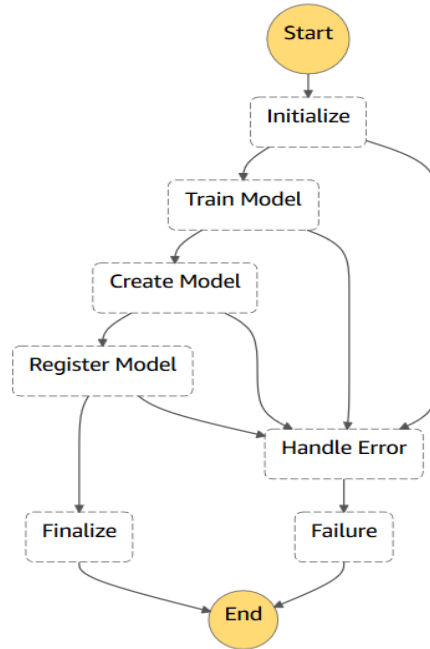 Start
Initialize
Train Model
Create Model
Register Model
Handle Error
Finalize
Failure
End